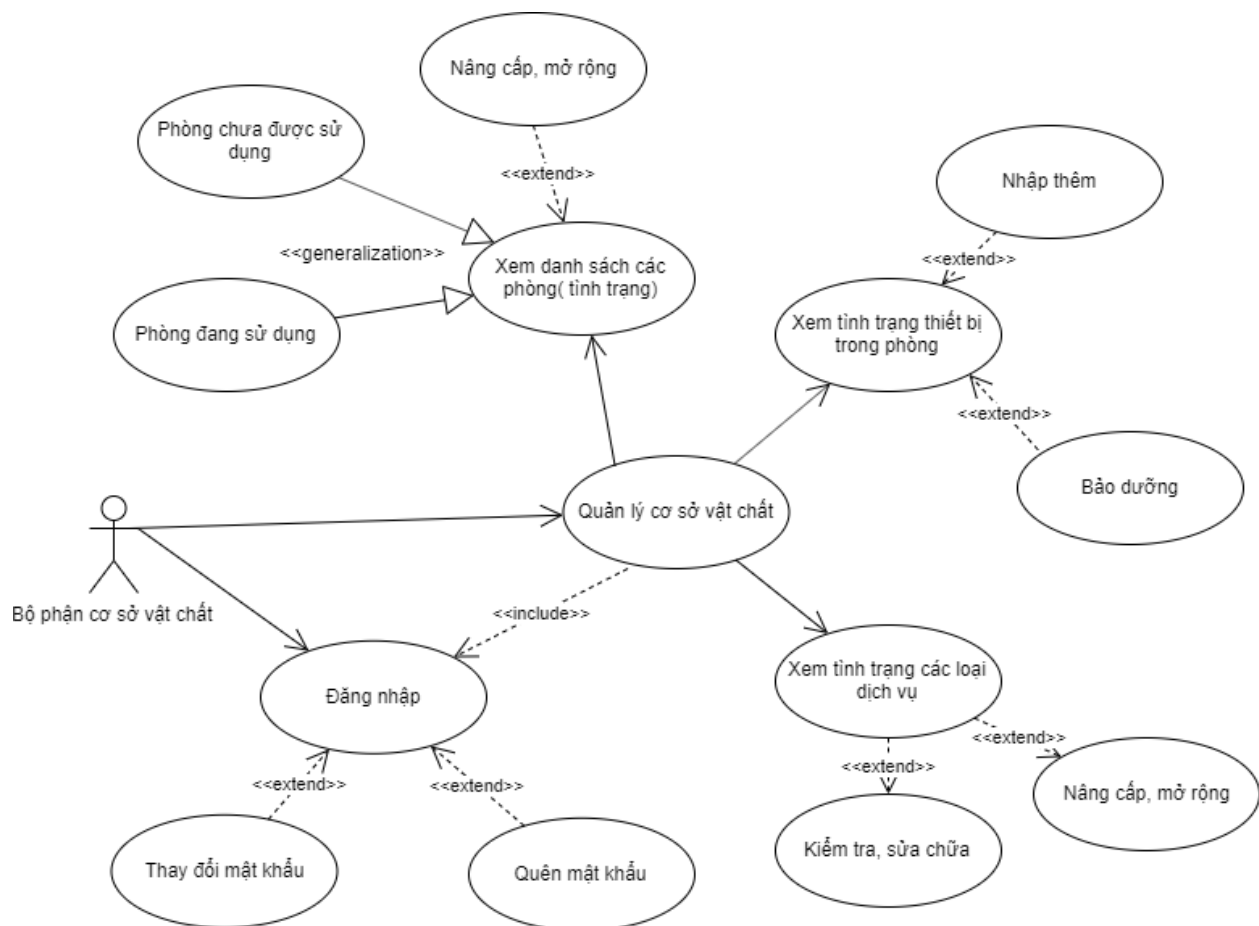 Nâng cấp, mở rộng
Phòng chưa được sử
dụng
<<extend>>
Nhập thêm
<<generalization>>
Xem danh sách các
phòng( tình trạng)
<<extend>>
Phòng đang sử dụng
Xem tình trạng thiết bị
trong phòng
<<extend>>
Bảo dưỡng
Quản lý cơ sở vật chất
Bộ phận cơ sở vật chất
<<include>>
Đăng nhập
Xem tình trạng các loại
dịch vụ
<<extend>>
<<extend>>
<<extend>>
<<extend>>
Nâng cấp, mở rộng
Kiểm tra, sửa chữa
Thay đổi mật khẩu
Quên mật khẩu